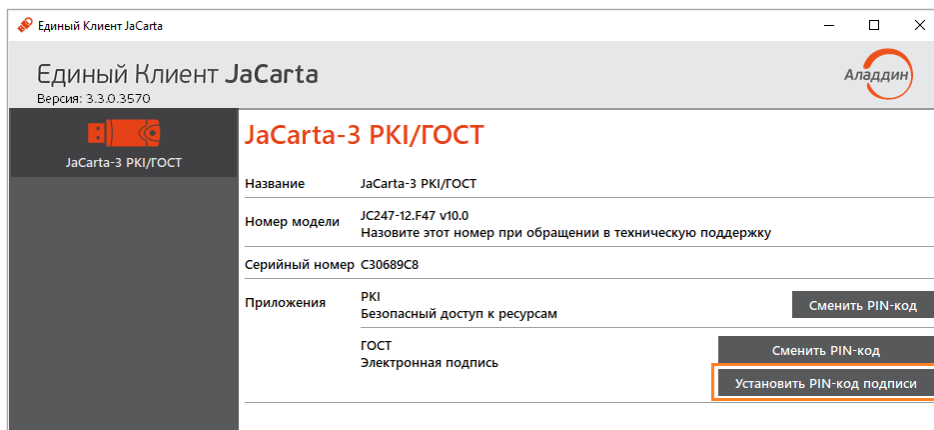 Единый Клиент JaCarta
Единый Клиент JaCarta
Версия: 3.3.0.3570
Аладдин
JaCarta-3 PKI/ГОСТ
JaCarta-3 PKI/ГОСТ
Название JaCarta-3 PKI/ГОСТ
Номер модели JC247-12.F47 v10.0
Назовите этот номер при обращении в техническую поддержку
Серийный номер C30689C8
Приложения PKI
Безопасный доступ к ресурсам
Сменить PIN-код
ГОСТ
Электронная подпись
Сменить PIN-код
Установить PIN-код подписи